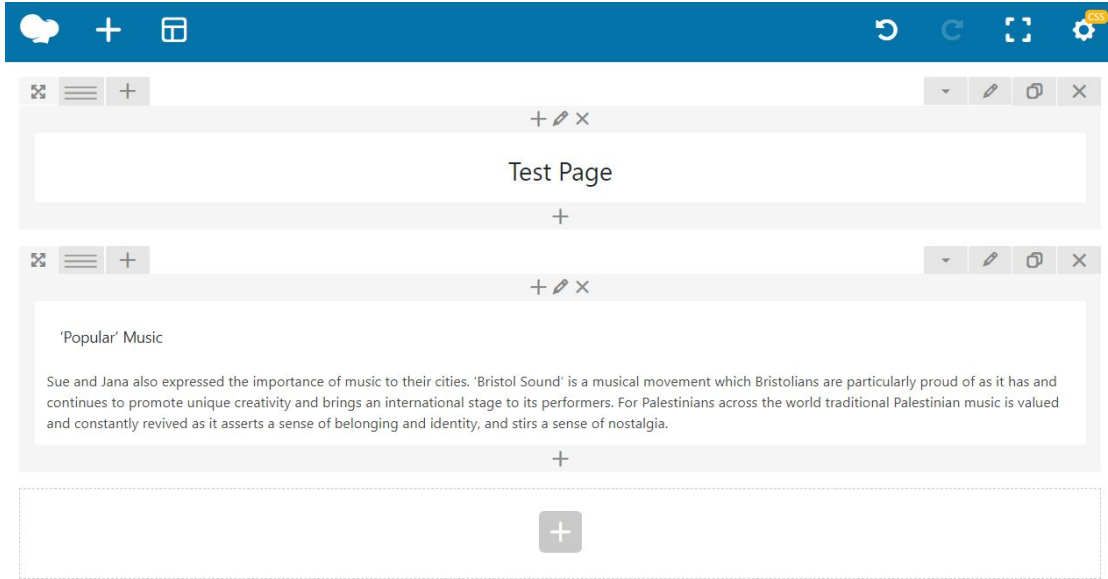 CSS
Test Page
‘Popular’ Music
Sue and Jana also expressed the importance of music to their cities. ‘Bristol Sound’ is a musical movement which Bristolians are particularly proud of as it has and
continues to promote unique creativity and brings an international stage to its performers. For Palestinians across the world traditional Palestinian music is valued
and constantly revived as it asserts a sense of belonging and identity, and stirs a sense of nostalgia.